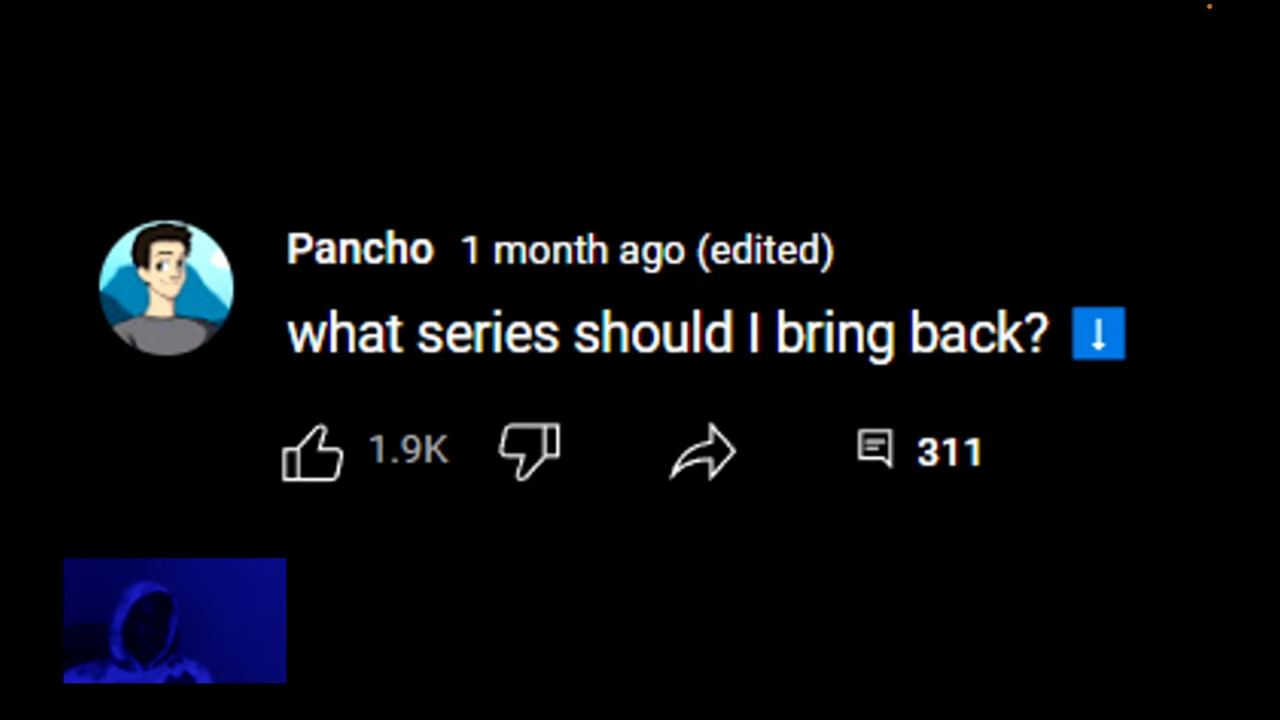 Pancho 1 month ago (edited)
what series should I bring back? ⬇
1.9K 311